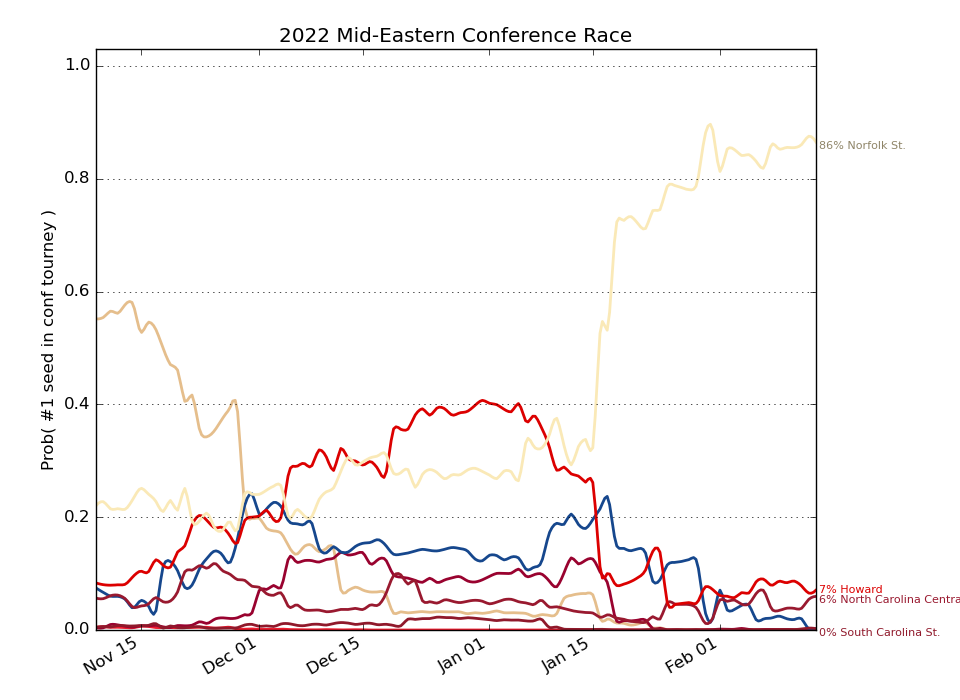 2022 Mid-Eastern Conference Race
Prob( #1 seed in conf tourney )
1.0
0.8
0.6
0.4
0.2
0.0
Nov 15
Dec 01
Dec 15
Jan 01
Jan 15
Feb 01
86% Norfolk St.
7% Howard
6% North Carolina Centra
0% South Carolina St.